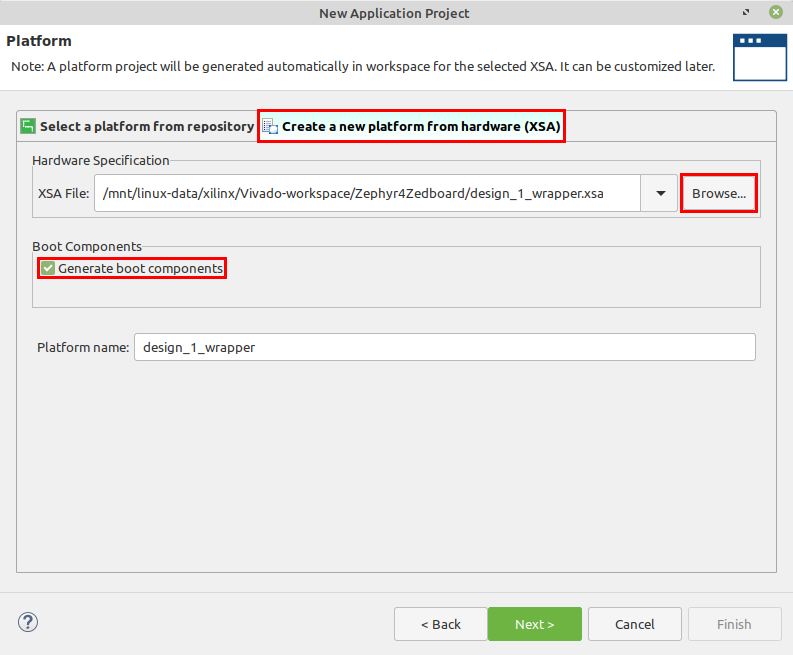 New Application Project
Platform
Note: A platform project will be generated automatically in workspace for the selected XSA. It can be customized later.
Select a platform from repository Create a new platform from hardware (XSA)
Hardware Specification
XSA File: /mnt/linux-data/xilinx/Vivado-workspace/Zephyr4Zedboard/design_1_wrapper.xsa Browse...
Boot Components
Generate boot components
Platform name: design_1_wrapper
? < Back Next > Cancel Finish